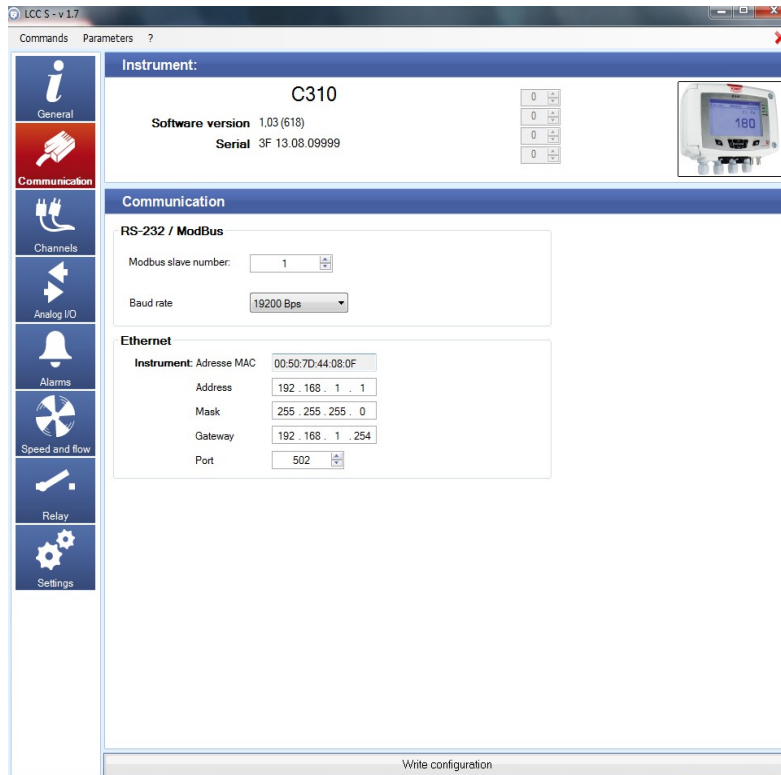 LCC S - v 1.7
Commands Parameters ?
General
Communication
Channels
Analog I/O
Alarms
Speed and flow
Relay
Settings
Instrument:
C310
Software version 1,03 (618)
Serial 3F 13.08.09999
0
0
0
0
180
Communication
RS-232 / ModBus
Modbus slave number: 1
Baud rate 19200 Bps
Ethernet
Instrument: Adresse MAC 00:50:7D:44:08:0F
Address 192 . 168 . 1 . 1
Mask 255 . 255 . 255 . 0
Gateway 192 . 168 . 1 . 254
Port 502
Write configuration